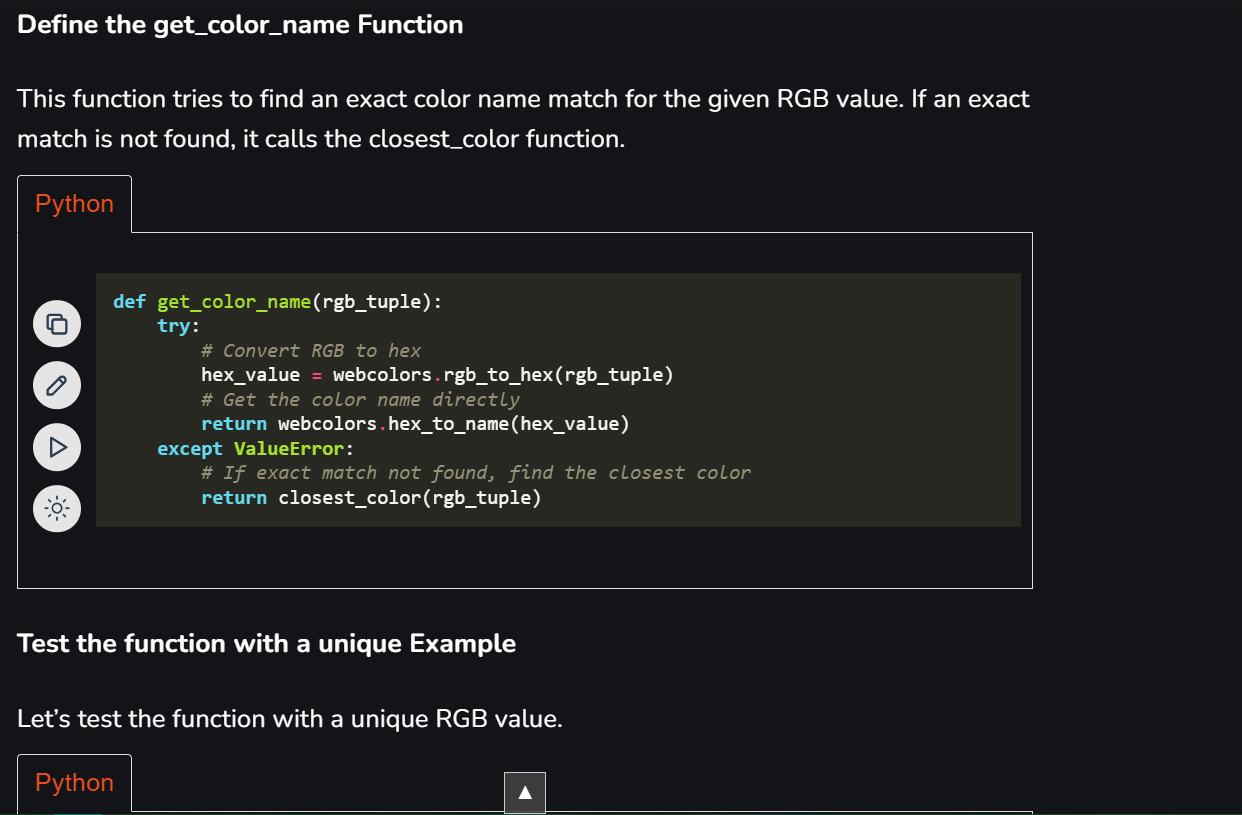 Define the get_color_name Function
This function tries to find an exact color name match for the given RGB value. If an exact
match is not found, it calls the closest_color function.
Python
def get_color_name(rgb_tuple):
    try:
        # Convert RGB to hex
        hex_value = webcolors.rgb_to_hex(rgb_tuple)
        # Get the color name directly
        return webcolors.hex_to_name(hex_value)
    except ValueError:
        # If exact match not found, find the closest color
        return closest_color(rgb_tuple)
Test the function with a unique Example
Let’s test the function with a unique RGB value.
Python